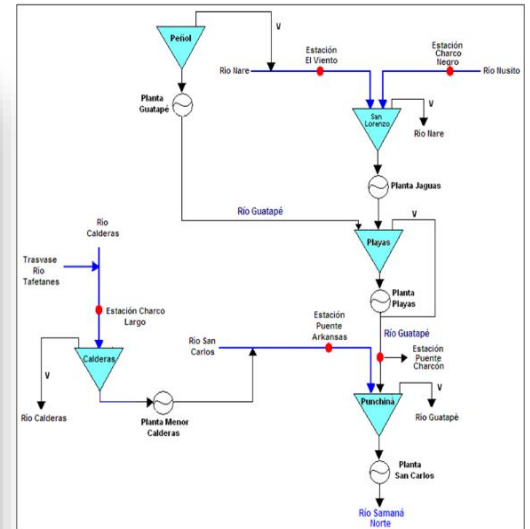 Peñol
V
Planta
Guatapé
Río Nare
Estación
El Viento
Estación
Charco
Negro
Río Nusito
San
Lorenzo
V
Río Nare
Planta Jaguas
Río Guatapé
V
Playas
Planta
Playas
Río
Calderas
Trasvase
Río
Tafetanes
Estación Charco
Largo
Calderas
V
Río Calderas
Planta Menor
Calderas
Río San
Carlos
Estación
Puente
Arkansas
Río Guatapé
Estación
Puente
Charcón
Punchiná
V
Río Guatapé
Planta
San Carlos
Río Samaná
Norte